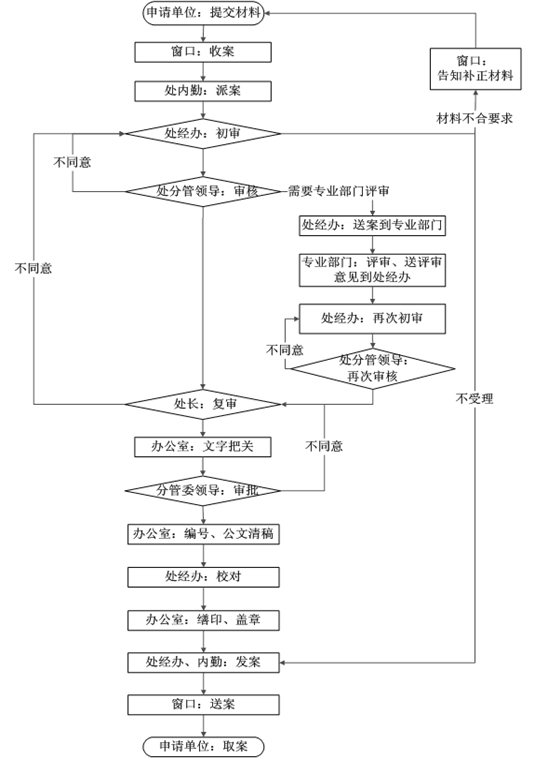 申请单位：提交材料
窗口：收案
窗口：
告知补正材料
处内勤：派案
材料不合要求
处经办：初审
不同意
处分管领导：审核
需要专业部门评审
处经办：送案到专业部门
不同意
专业部门：评审、送评审
意见到处经办
处经办：再次初审
不同意
处分管领导：
再次审核
不受理
处长：复审
办公室：文字把关
不同意
分管委领导：审批
办公室：编号、公文清稿
处经办：校对
办公室：缮印、盖章
处经办、内勤：发案
窗口：送案
申请单位：取案